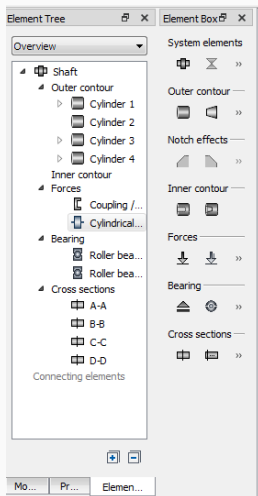 Element Tree
Overview
Shaft
Outer contour
Cylinder 1
Cylinder 2
Cylinder 3
Cylinder 4
Inner contour
Forces
Coupling /...
Cylindrical...
Bearing
Roller bea...
Roller bea...
Cross sections
A-A
B-B
C-C
D-D
Connecting elements
Mo...
Pr...
Elemen...
Element Box
System elements
Outer contour
Notch effects
Inner contour
Forces
Bearing
Cross sections